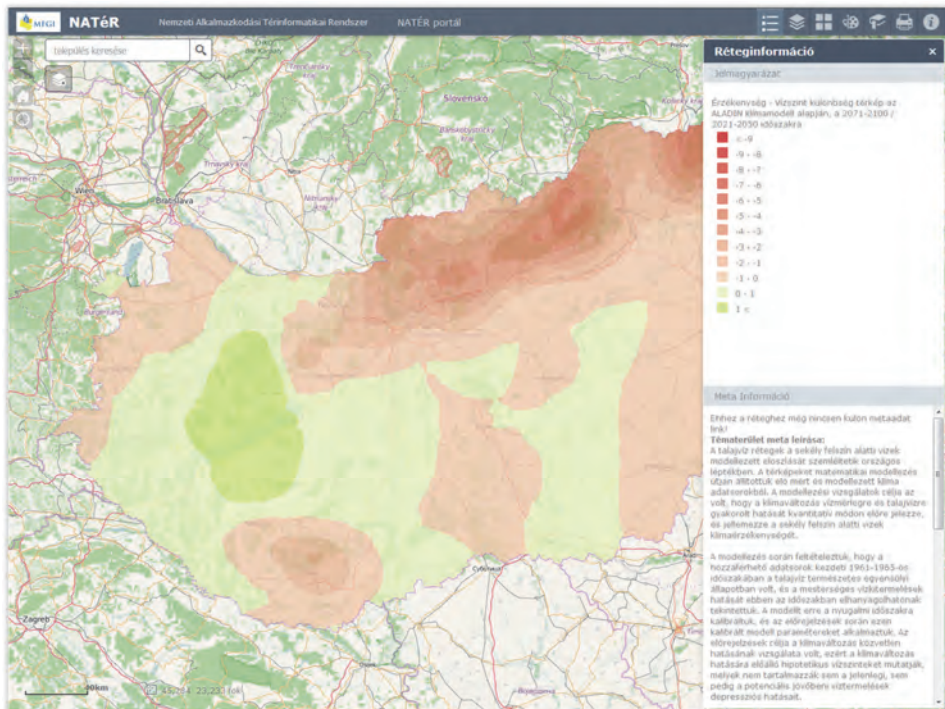 MFGI NATéR Nemzeti Alkalmazkodási Térinformatikai Rendszer NATÉR portál
település keresése
Réteginformáció ×
Jelmagyarázat
Érzékenység - Vízszint különbség térkép az
ALADIN klímamodell alapján, a 2071-2100 /
2021-2050 időszakra
< -9
-9 - -8
-8 - -7
-7 - -6
-6 - -5
-5 - -4
-4 - -3
-3 - -2
-2 - -1
-1 - 0
0 - 1
1 <
Meta Információ
Ehhez a réteghez még nincsen külön metaadat
link!
Tématerület meta leírása:
A talajvíz rétegek a sekély felszín alatti vizek
modellezett eloszlását szemléltetik országos
léptékben. A térképeket matematikai modellezés
útban állítottuk elő mért és modellezett klíma
adatsorokból. A modellezési vizsgálatok célja az
volt, hogy a klímaváltozás vízmérlegre és talajvízre
gyakorolt hatását kvantitatív módon előre jelezze,
és jellemezze a sekély felszín alatti vizek
klímaérzékenységét.
A modellezés során feltételeztük, hogy a
hozzáférhető adatsorok kezdeti 1961-1965-ös
időszakában a talajvíz természetes egyensúlyi
állapotban volt, és a mesterséges vízkitermelések
hatását ebben az időszakban elhanyagolhatónak
tekintettük. A modellt erre a nyugalmi időszakra
kalibráltuk, és az előrejelzések során ezen
kalibrált modell paramétereket alkalmaztuk. Az
előrejelzések célja a klímaváltozás közvetlen
hatásának vizsgálata volt, ezért a klímaváltozás
hatására előálló hipotetikus vízszinteket mutatják,
melyek nem tartalmazzák sem a jelenlegi, sem
pedig a potenciális jövőbeni víztermelések
depressziós hatásait.
Slovensko
Trnavský kraj
Nitriansky kraj
Wien
Bratislava
Zagreb